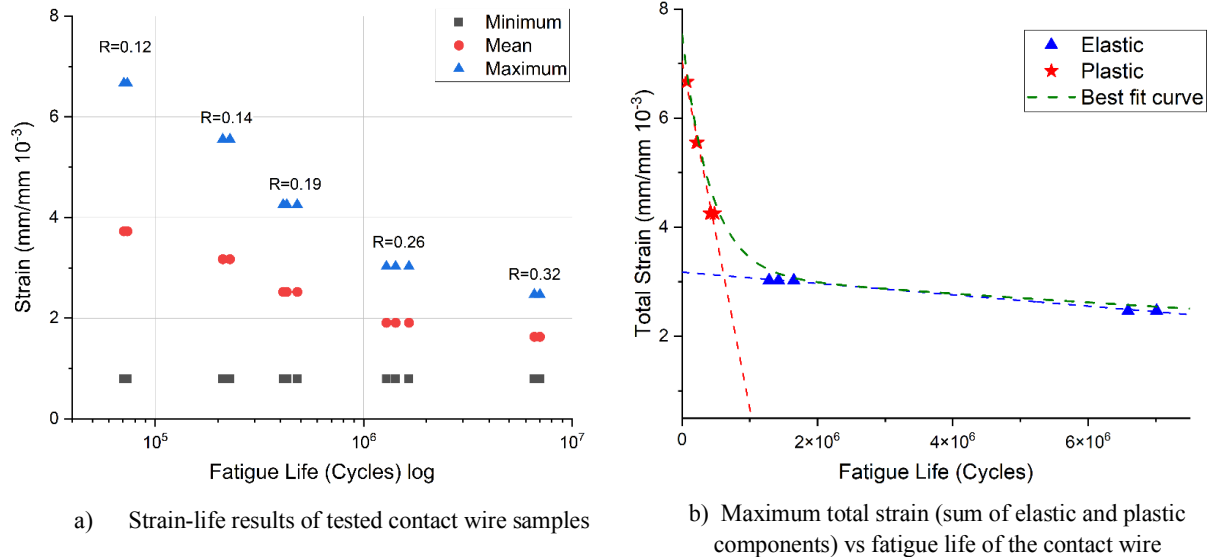 8
6
4
2
0
Strain (mm/mm 10⁻³)
R=0.12
R=0.14
R=0.19
R=0.26
R=0.32
Minimum
Mean
Maximum
10⁵
10⁶
10⁷
Fatigue Life (Cycles) log
a) Strain-life results of tested contact wire samples
8
6
4
2
Total Strain (mm/mm 10⁻³)
Elastic
Plastic
Best fit curve
0
2×10⁶
4×10⁶
6×10⁶
Fatigue Life (Cycles)
b) Maximum total strain (sum of elastic and plastic
components) vs fatigue life of the contact wire